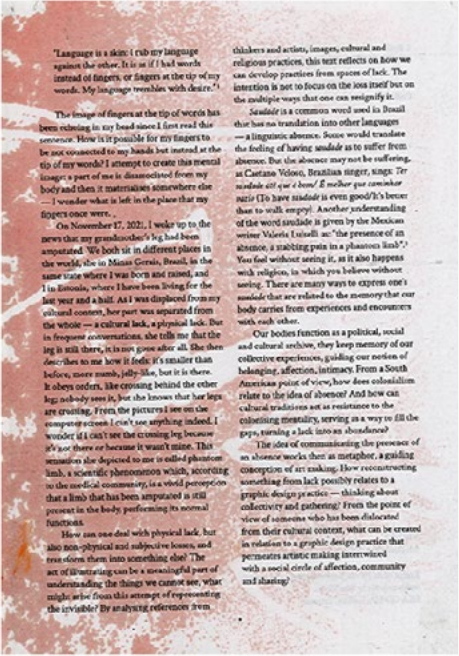 "Language is a skin: I rub my language
against the other. It is as if I had words
instead of fingers, or fingers at the tip of my
words. My language trembles with desire."¹
The image of fingers at the tip of words has
been echoing in my head since I first read this
sentence. How is it possible for my fingers to
be not connected to my hands but instead at the
tip of my words? I attempt to create this mental
image: a part of me is disassociated from my
body and then it materialises somewhere else
— I wonder what is left in the place that my
fingers once were.
On November 17, 2021, I woke up to the
news that my grandmother's leg had been
amputated. We both sit in different places in
the world, she in Minas Gerais, Brazil, in the
same state where I was born and raised, and
I in Estonia, where I have been living for the
last year and a half. As I was displaced from my
cultural context, her part was separated from
the whole — a cultural lack, a physical lack. But
in frequent conversations, she tells me that the
leg is still there, it is not gone after all. She then
describes to me how it feels: it's smaller than
before, more numb, jelly-like, but it is there.
It obeys orders, like crossing behind the other
leg; nobody sees it, but she knows that her legs
are crossing. From the pictures I see on the
computer screen I can't see anything indeed. I
wonder if I can't see the crossing leg because
it's not there or because it wasn't mine. This
sensation she depicted to me is called phantom
limb, a scientific phenomenon which, according
to the medical community, is a vivid perception
that a limb that has been amputated is still
present in the body, performing its normal
functions.
How can one deal with physical lack, but
also non-physical and subjective losses, and
transform them into something else? The
act of illustrating can be a meaningful part of
understanding the things we cannot see, what
might arise from this attempt of representing
the invisible? By analysing references from
thinkers and artists, images, cultural and
religious practices, this text reflects on how we
can develop practices from spaces of lack. The
intention is not to focus on the loss itself but on
the multiple ways that one can resignify it.
Saudade is a common word used in Brazil
that has no translation into other languages
— a linguistic absence. Some would translate
the feeling of having saudade as to suffer from
absence. But the absence may not be suffering,
as Caetano Veloso, Brazilian singer, sings: Ter
saudade até que é bom/ É melhor que caminhar
vazio (To have saudade is even good/It's better
than to walk empty). Another understanding
of the word saudade is given by the Mexican
writer Valeria Luiselli as: "the presence of an
absence, a stabbing pain in a phantom limb".²
You feel without seeing it, as it also happens
with religion, in which you believe without
seeing. There are many ways to express one's
saudade that are related to the memory that our
body carries from experiences and encounters
with each other.
Our bodies function as a political, social
and cultural archive, they keep memory of our
collective experiences, guiding our notion of
belonging, affection, intimacy. From a South
American point of view, how does colonialism
relate to the idea of absence? And how can
cultural traditions act as resistance to the
colonising mentality, serving as a way to fill the
gaps, turning a lack into an abundance?
The idea of communicating the presence of
an absence works then as metaphor, a guiding
conception of art making. How reconstructing
something from lack possibly relates to a
graphic design practice — thinking about
collectivity and gathering? From the point of
view of someone who has been dislocated
from their cultural context, what can be created
in relation to a graphic design practice that
permeates artistic making intertwined
with a social circle of affection, community
and sharing?